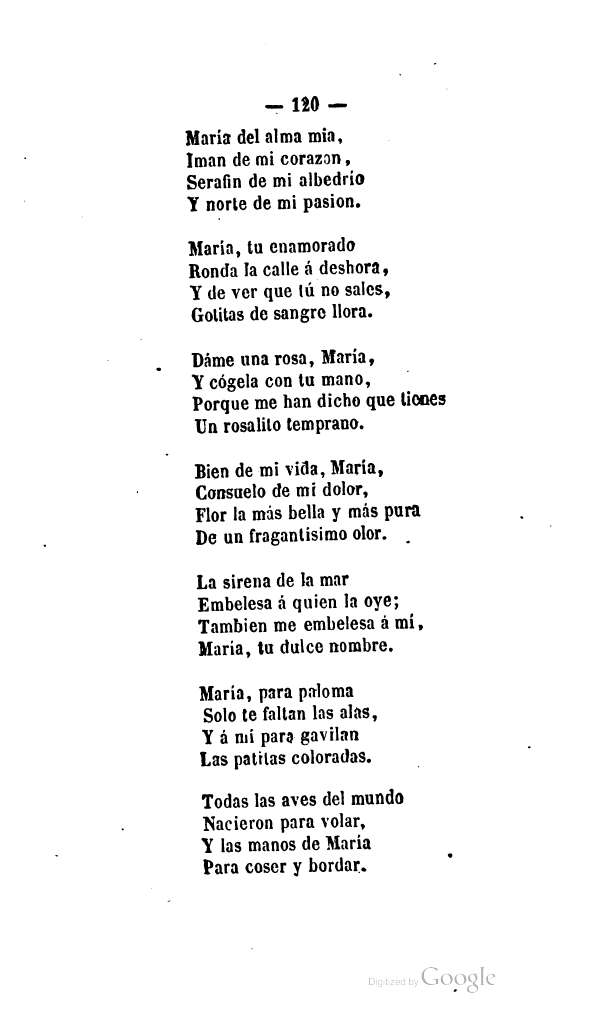 — 120 —
María del alma mia,
Iman de mi corazon,
Serafin de mi albedrío
Y norte de mi pasion.
María, tu enamorado
Ronda la calle á deshora,
Y de ver que tú no sales,
Gotitas de sangre llora.
Dáme una rosa, María,
Y cógela con tu mano,
Porque me han dicho que tienes
Un rosalito temprano.
Bien de mi vida, María,
Consuelo de mi dolor,
Flor la más bella y más pura
De un fragantísimo olor.
La sirena de la mar
Embelesa á quien la oye;
Tambien me embelesa á mí,
María, tu dulce nombre.
María, para paloma
Solo te faltan las alas,
Y á mí para gavilan
Las patitas coloradas.
Todas las aves del mundo
Nacieron para volar,
Y las manos de María
Para coser y bordar.
Digitized by Google